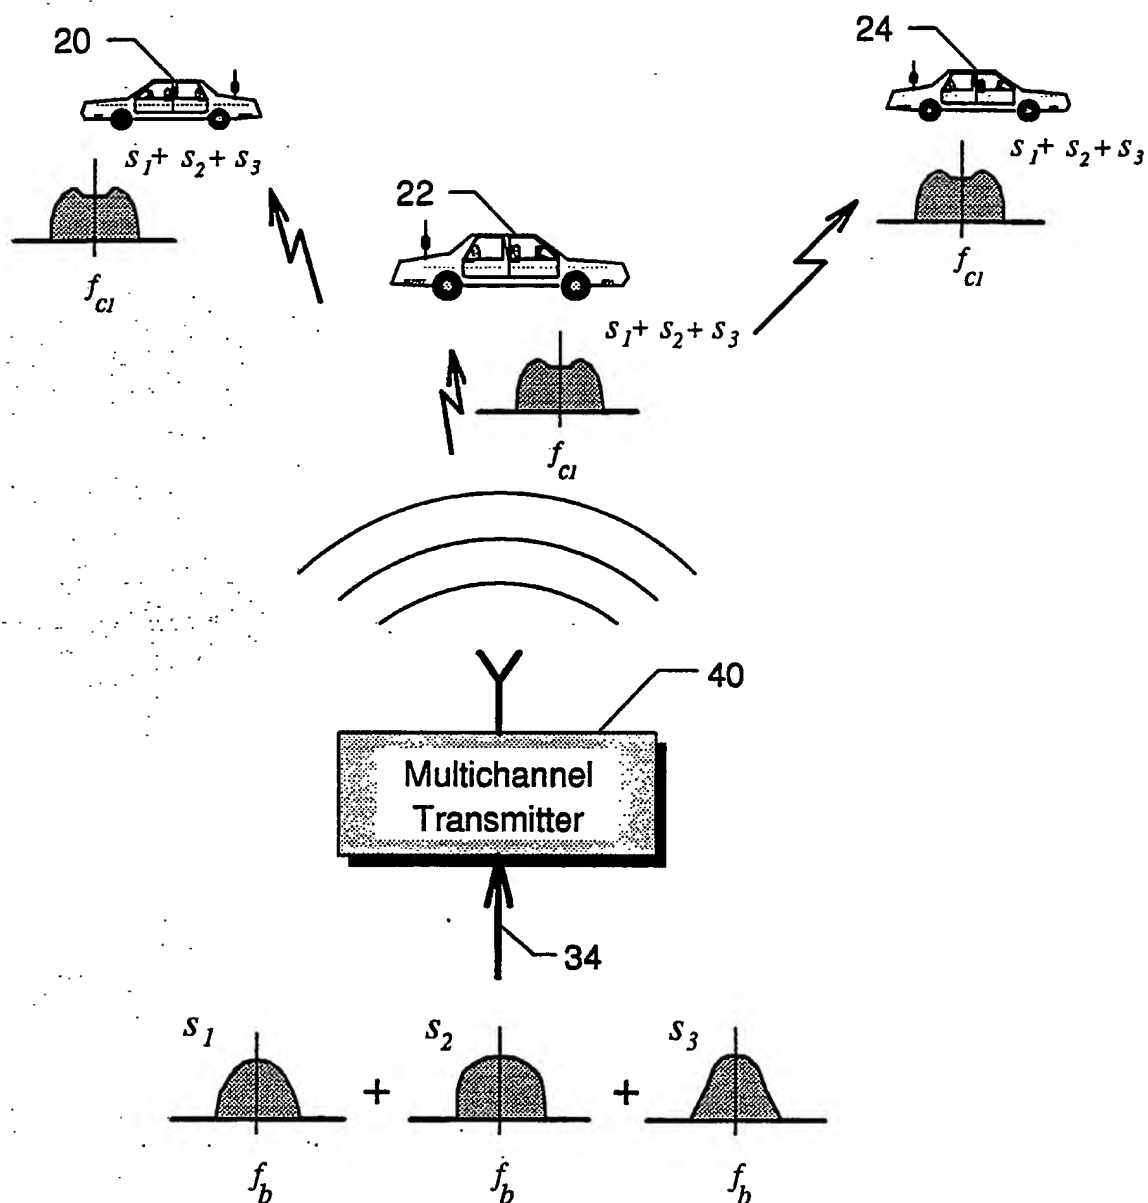 20
24
s1+ s2+ s3
s1+ s2+ s3
22
fc1
fc1
s1+ s2+ s3
fc1
40
Multichannel
Transmitter
34
s1
s2
s3
+
+
fb
fb
fb